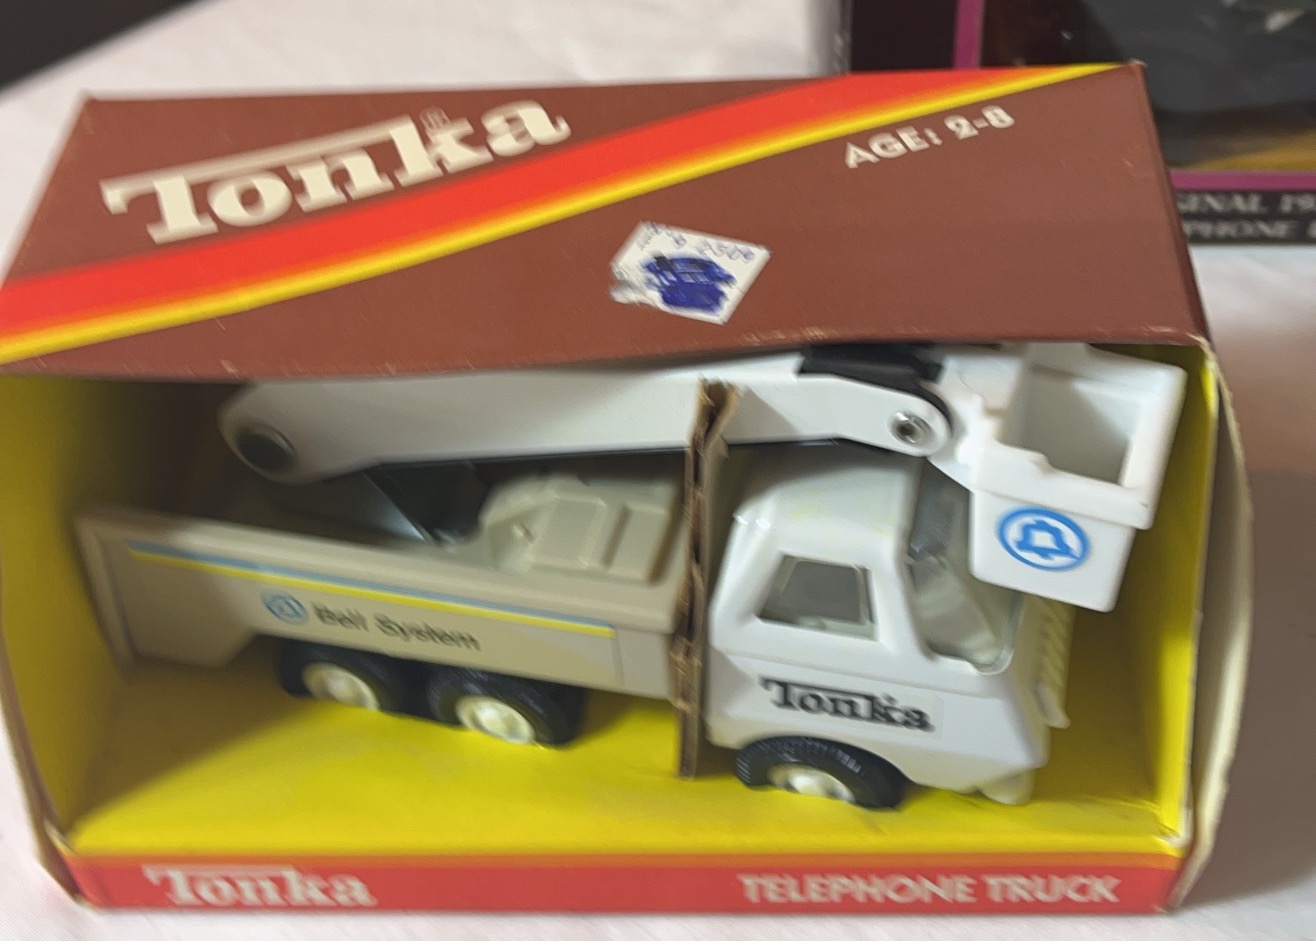 Tonka
AGE: 2-8
Bell System
Tonka
Tonka
TELEPHONE TRUCK